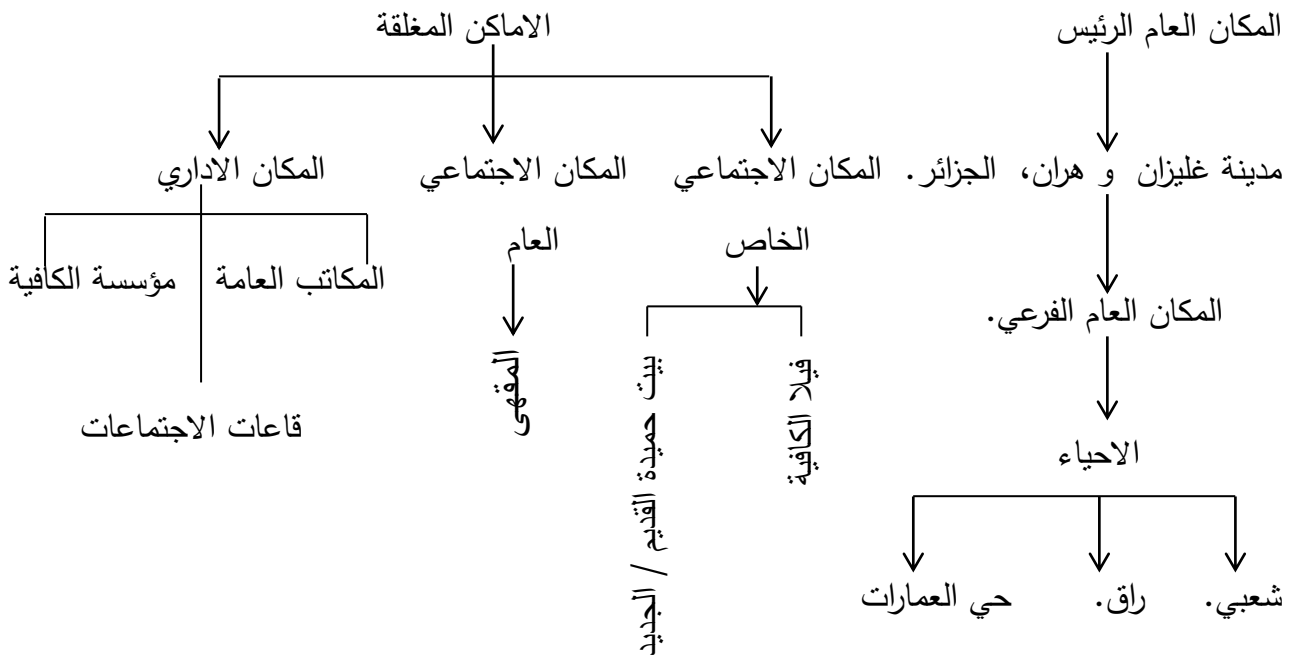 المكان العام الرئيس
الاماكن المغلقة
مدينة غليزان و هران، الجزائر.
المكان الاجتماعي
المكان الاجتماعي
المكان الاداري
الخاص
العام
المكاتب العامة
مؤسسة الكافية
المكان العام الفرعي.
فيلا الكافية
بيت حميدة القديم / الجديد
المقهى
قاعات الاجتماعات
الاحياء
شعبي.
راق.
حي العمارات